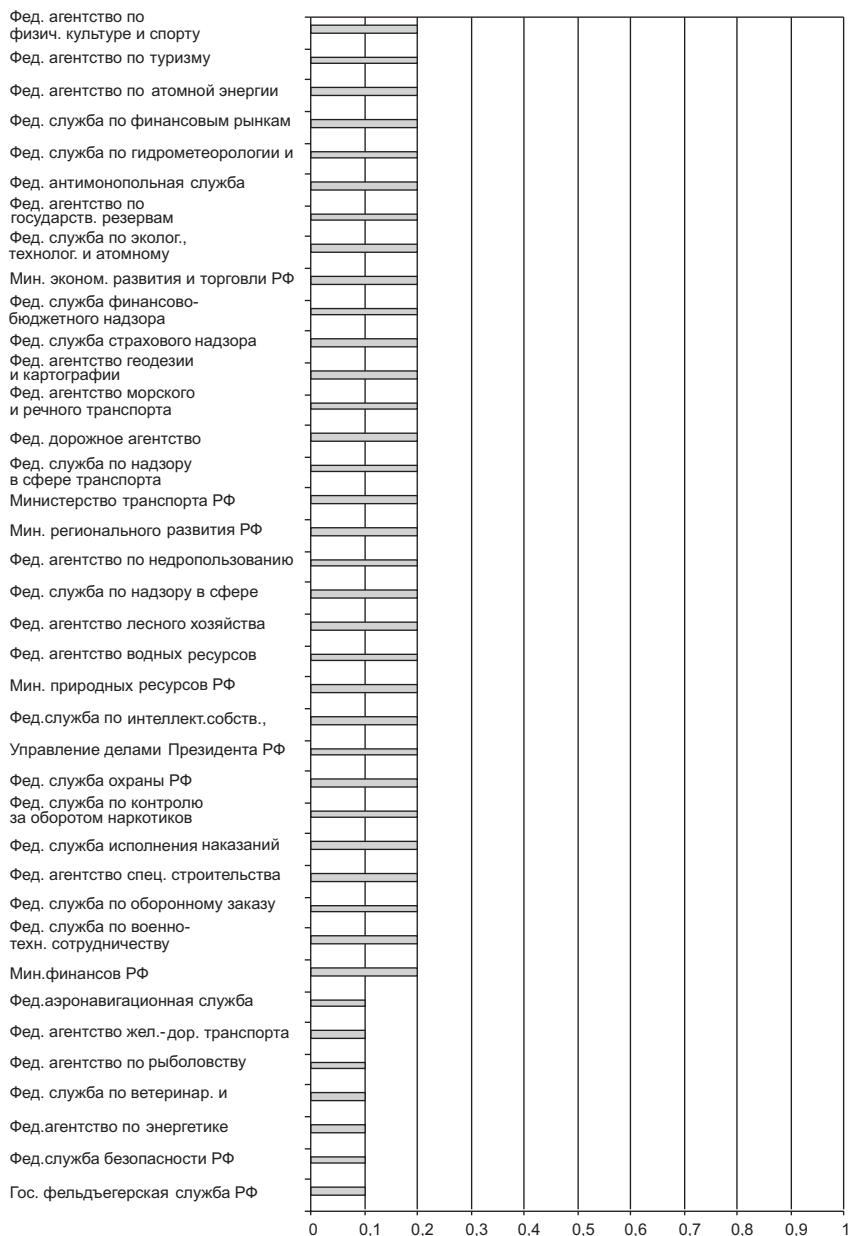 Фед. агентство по
физич. культуре и спорту
Фед. агентство по туризму
Фед. агентство по атомной энергии
Фед. служба по финансовым рынкам
Фед. служба по гидрометеорологии и
Фед. антимонопольная служба
Фед. агентство по
государств. резервам
Фед. служба по эколог.,
технолог. и атомному
Мин. эконом. развития и торговли РФ
Фед. служба финансово-
бюджетного надзора
Фед. служба страхового надзора
Фед. агентство геодезии
и картографии
Фед. агентство морского
и речного транспорта
Фед. дорожное агентство
Фед. служба по надзору
в сфере транспорта
Министерство транспорта РФ
Мин. регионального развития РФ
Фед. агентство по недропользованию
Фед. служба по надзору в сфере
Фед. агентство лесного хозяйства
Фед. агентство водных ресурсов
Мин. природных ресурсов РФ
Фед.служба по интеллект.собств.,
Управление делами Президента РФ
Фед. служба охраны РФ
Фед. служба по контролю
за оборотом наркотиков
Фед. служба исполнения наказаний
Фед. агентство спец. строительства
Фед. служба по оборонному заказу
Фед. служба по военно-
техн. сотрудничеству
Мин.финансов РФ
Фед.аэронавигационная служба
Фед. агентство жел.-дор. транспорта
Фед. агентство по рыболовству
Фед. служба по ветеринар. и
Фед.агентство по энергетике
Фед.служба безопасности РФ
Гос. фельдъегерская служба РФ
0 0,1 0,2 0,3 0,4 0,5 0,6 0,7 0,8 0,9 1